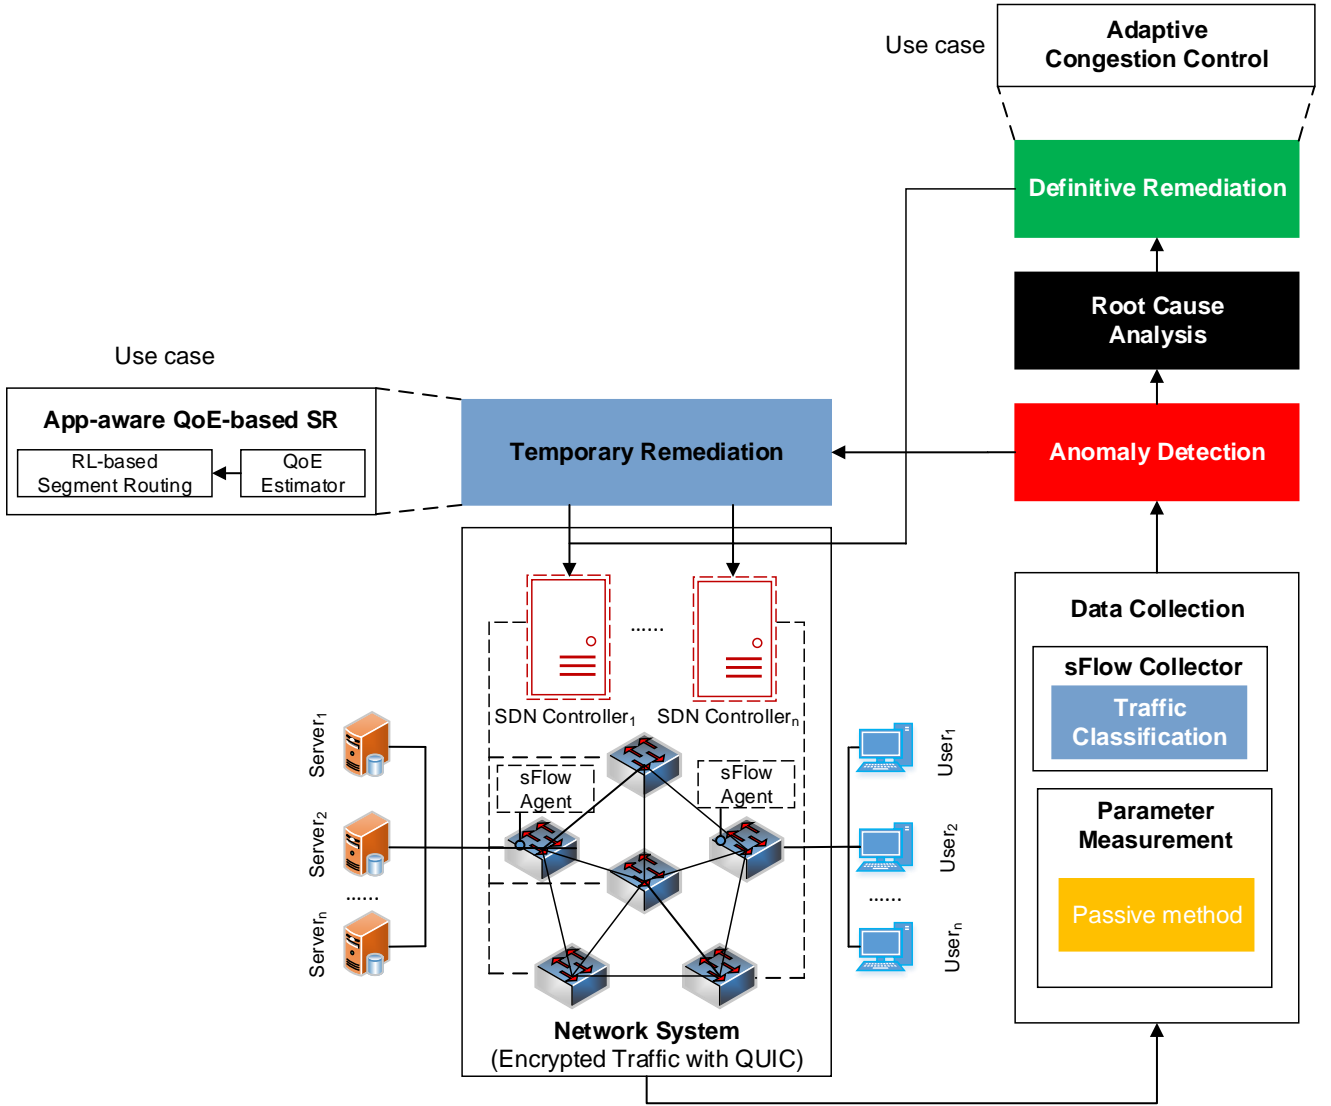 Use case
Adaptive
Congestion Control
Definitive Remediation
Root Cause
Analysis
Use case
App-aware QoE-based SR
RL-based
Segment Routing
QoE
Estimator
Temporary Remediation
Anomaly Detection
Data Collection
sFlow Collector
Traffic
Classification
Parameter
Measurement
Passive method
......
SDN Controller₁
SDN Controllerₙ
sFlow
Agent
sFlow
Agent
Server₁
Server₂
......
Serverₙ
User₁
User₂
......
Userₙ
Network System
(Encrypted Traffic with QUIC)